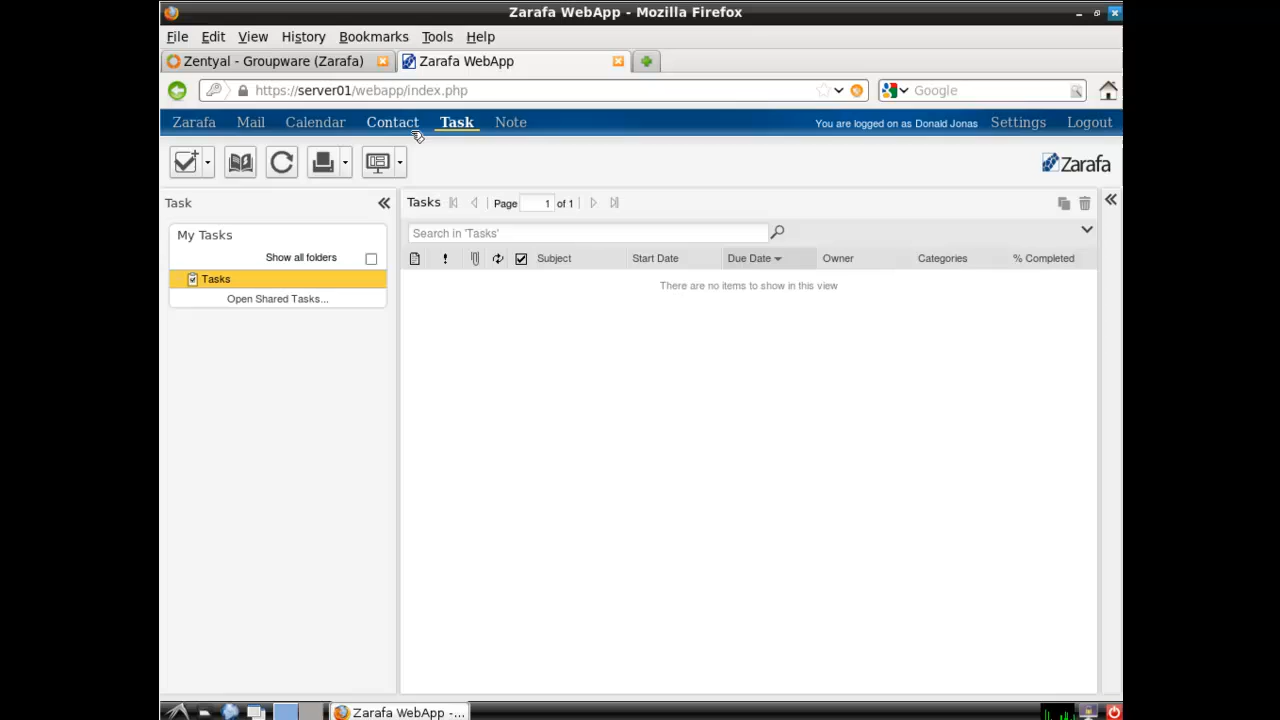 Zarafa WebApp - Mozilla Firefox
File Edit View History Bookmarks Tools Help
Zentyal - Groupware (Zarafa) Zarafa WebApp
https://server01/webapp/index.php Google
Zarafa Mail Calendar Contact Task Note You are logged on as Donald Jonas Settings Logout
Zarafa
Task Tasks Page 1 of 1
My Tasks Search in 'Tasks'
Show all folders Subject Start Date Due Date Owner Categories % Completed
Tasks There are no items to show in this view
Open Shared Tasks...
Zarafa WebApp -...